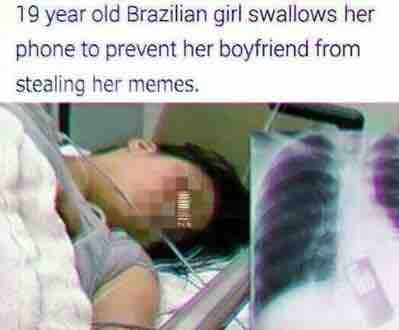 19 year old Brazilian girl swallows her
phone to prevent her boyfriend from
stealing her memes.